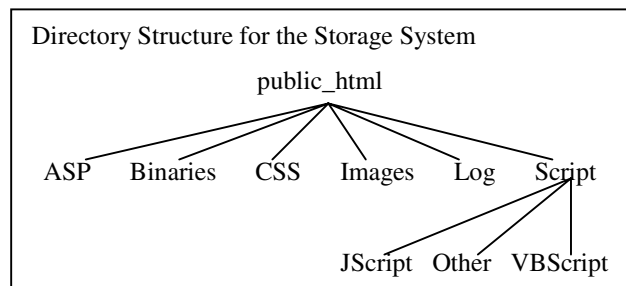 Directory Structure for the Storage System
public_html
ASP Binaries CSS Images Log Script
JScript Other VBScript